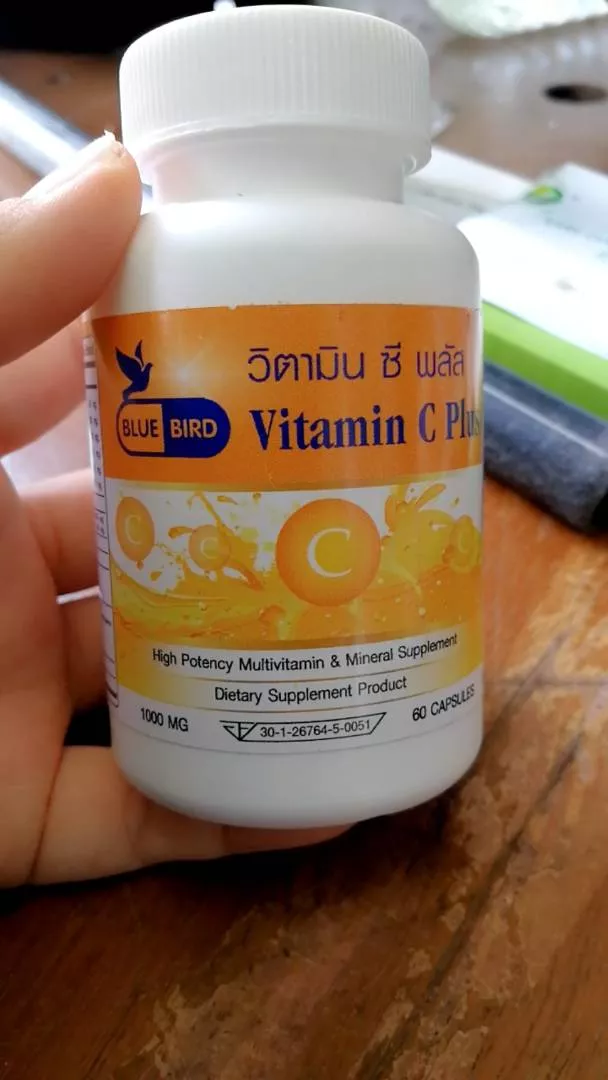 วิตามิน ซี พลัส
BLUE BIRD
Vitamin C Plus
C
C
C
C
High Potency Multivitamin & Mineral Supplement
Dietary Supplement Product
1000 MG
30-1-26764-5-0051
60 CAPSULES